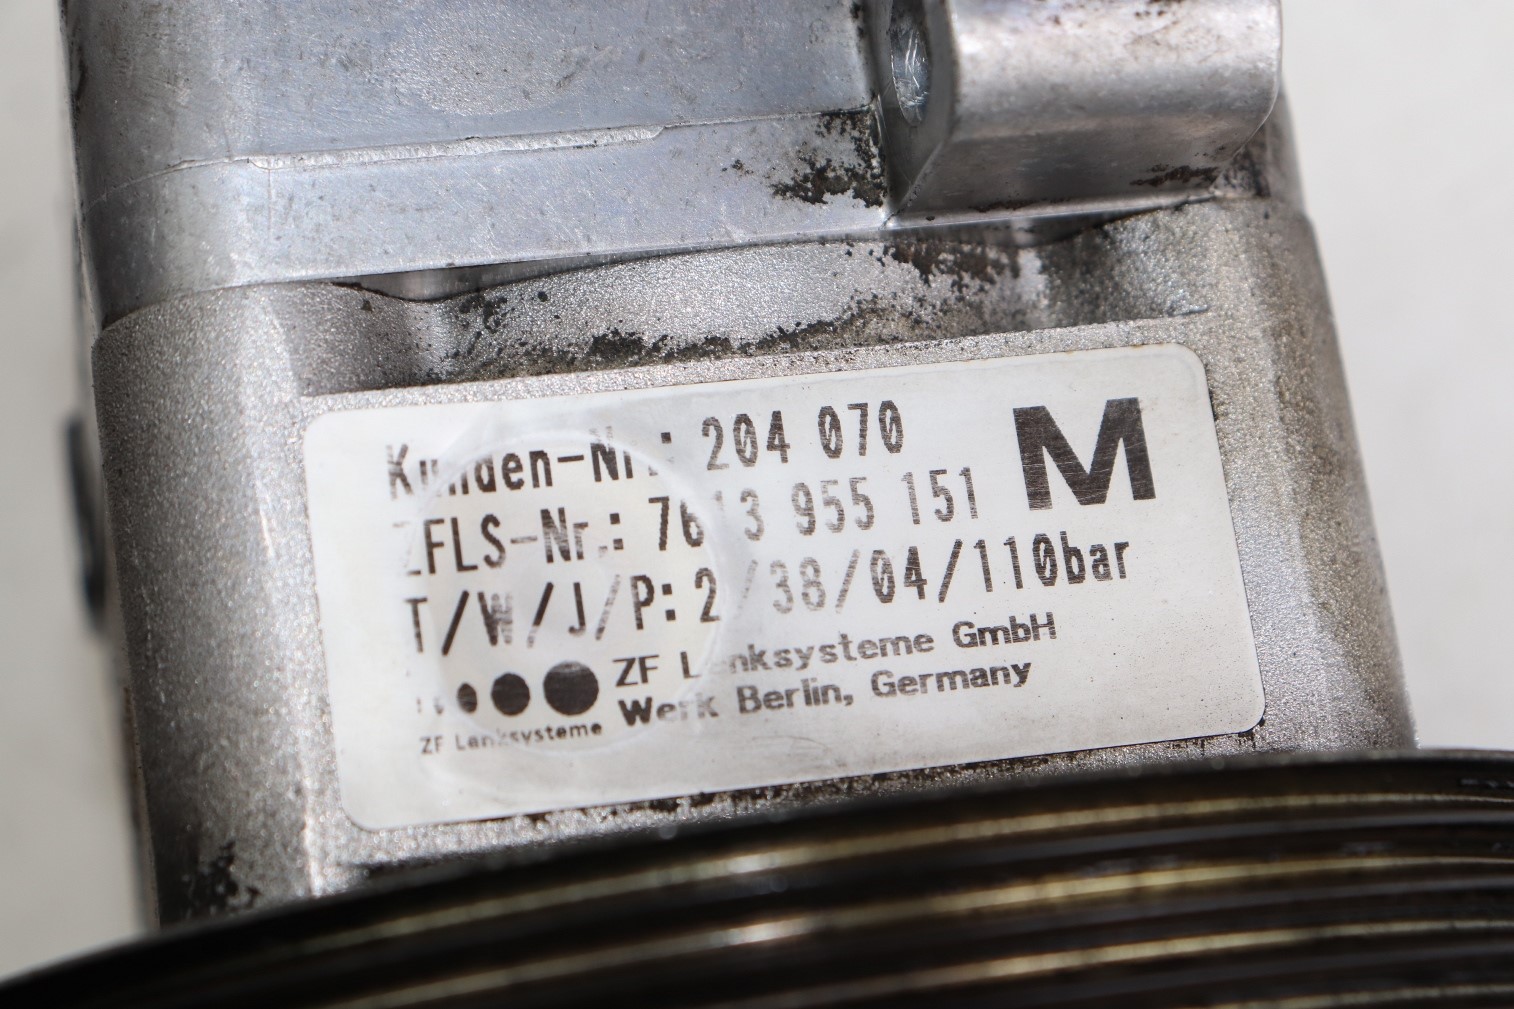 Kunden-Nr.: 204 070
M
ZFLS-Nr.: 7613 955 151
T/W/J/P: 2/38/04/110bar
ZF Lenksysteme GmbH
Werk Berlin, Germany
ZF Lenksysteme